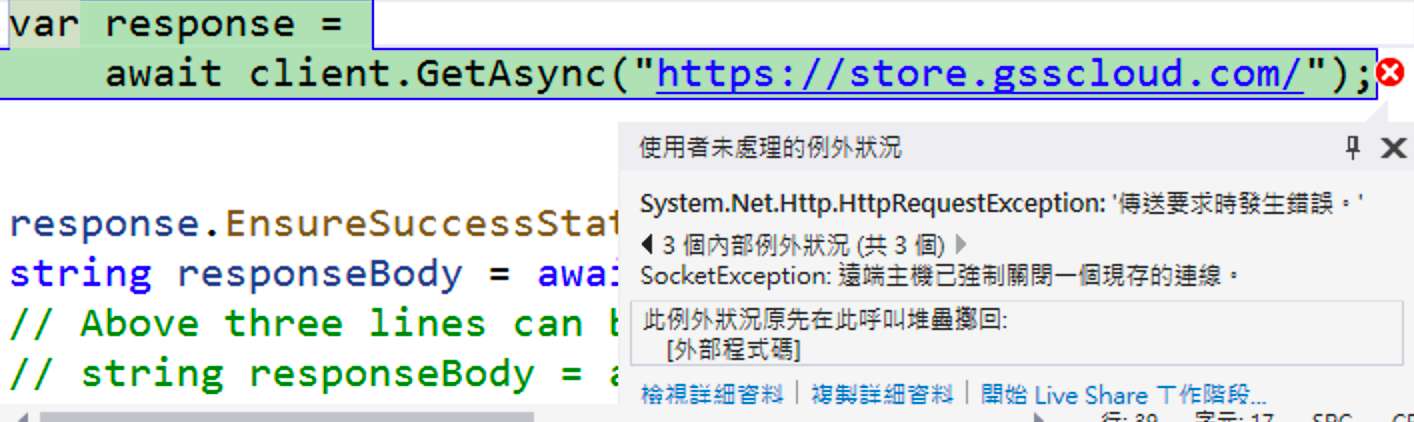 var response =
await client.GetAsync("https://store.gsscloud.com/");
使用者未處理的例外狀況
System.Net.Http.HttpRequestException: '傳送要求時發生錯誤。'
3 個內部例外狀況 (共 3 個)
SocketException: 遠端主機已強制關閉一個現存的連線。
此例外狀況原先在此呼叫堆疊擲回:
[外部程式碼]
檢視詳細資料 | 複製詳細資料 | 開始 Live Share 工作階段...
response.EnsureSuccessStat
string responseBody = awai
// Above three lines can b
// string responseBody = a
行: 39 字元: 17 SPC CR